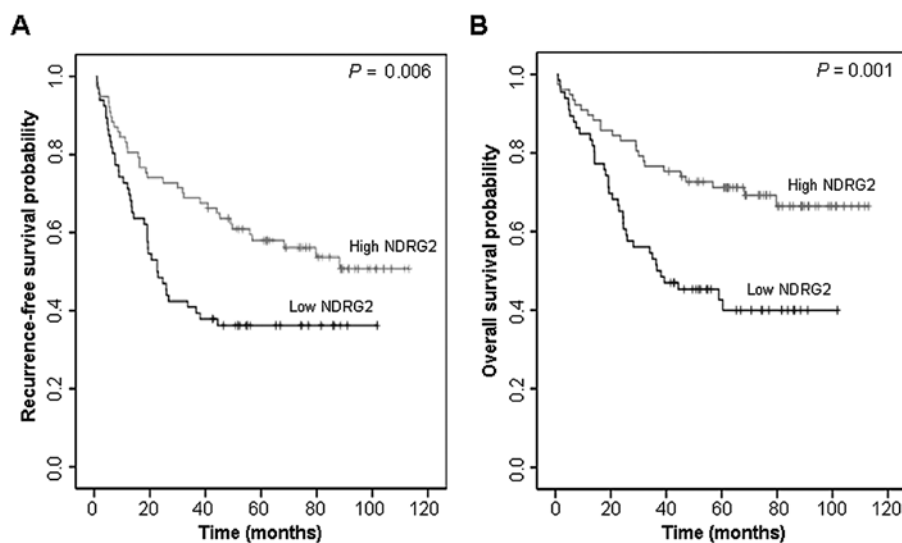 A
P = 0.006
Recurrence-free survival probability
1.0
0.8
0.6
0.4
0.2
0.0
High NDRG2
Low NDRG2
0 20 40 60 80 100 120
Time (months)
B
P = 0.001
Overall survival probability
1.0
0.8
0.6
0.4
0.2
0.0
High NDRG2
Low NDRG2
0 20 40 60 80 100 120
Time (months)